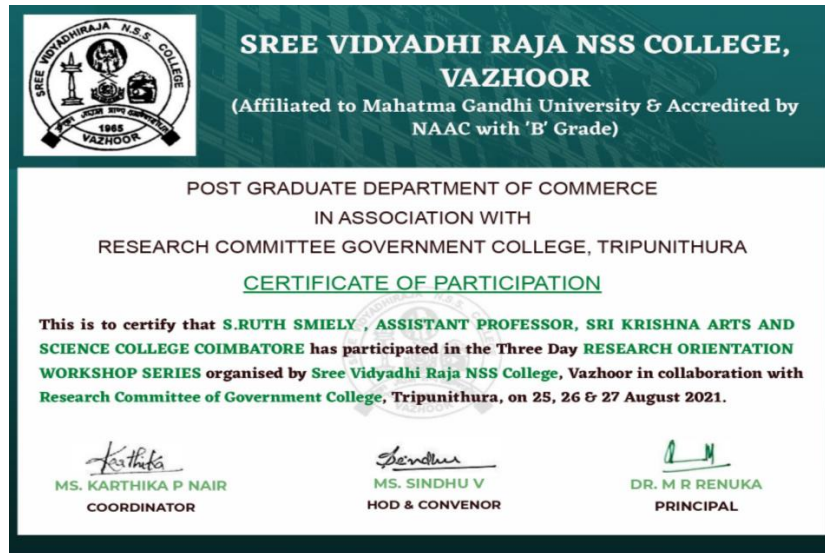 SREE VIDYADHIRAJA N.S.S. COLLEGE
1965
VAZHOOR
SREE VIDYADHI RAJA NSS COLLEGE,
VAZHOOR
(Affiliated to Mahatma Gandhi University & Accredited by
NAAC with 'B' Grade)
POST GRADUATE DEPARTMENT OF COMMERCE
IN ASSOCIATION WITH
RESEARCH COMMITTEE GOVERNMENT COLLEGE, TRIPUNITHURA
CERTIFICATE OF PARTICIPATION
This is to certify that S.RUTH SMIELY , ASSISTANT PROFESSOR, SRI KRISHNA ARTS AND
SCIENCE COLLEGE COIMBATORE has participated in the Three Day RESEARCH ORIENTATION
WORKSHOP SERIES organised by Sree Vidyadhi Raja NSS College, Vazhoor in collaboration with
Research Committee of Government College, Tripunithura, on 25, 26 & 27 August 2021.
Karthika
Sindhu
MS. KARTHIKA P NAIR
MS. SINDHU V
DR. M R RENUKA
COORDINATOR
HOD & CONVENOR
PRINCIPAL